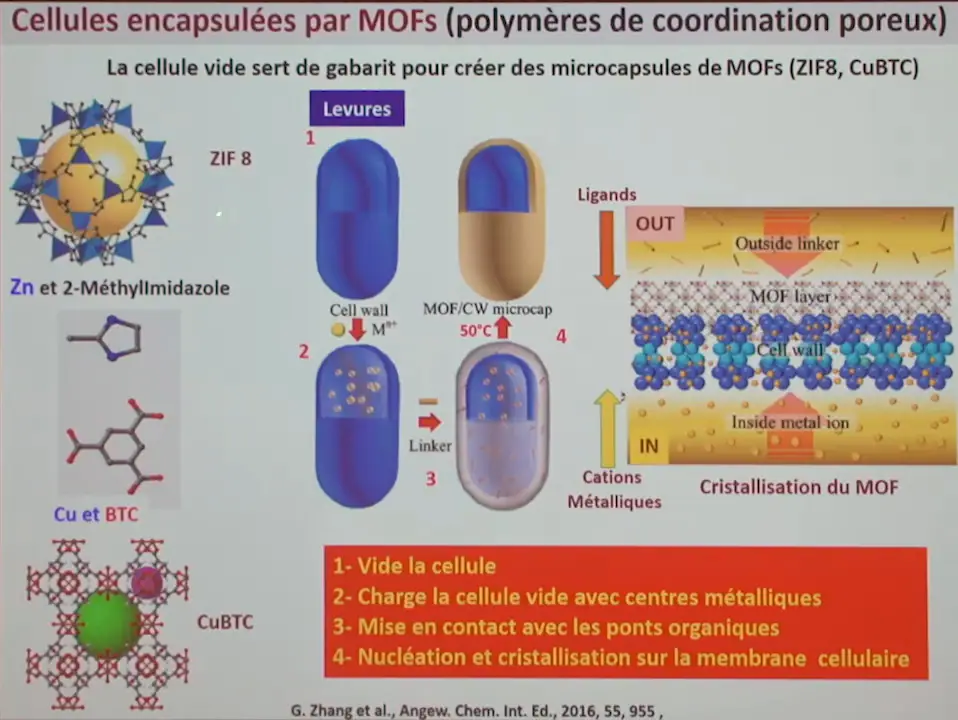 Cellules encapsulées par MOFs (polymères de coordination poreux)
La cellule vide sert de gabarit pour créer des microcapsules de MOFs (ZIF8, CuBTC)
ZIF 8
Zn et 2-MéthylImidazole
Cu et BTC
CuBTC
Levures
1
Cell wall
Mⁿ⁺
2
Linker
3
MOF/CW microcap
50°C
4
Ligands
OUT
Outside linker
MOF layer
Cell wall
Inside metal ion
IN
Cations
Métalliques
Cristallisation du MOF
1- Vide la cellule
2- Charge la cellule vide avec centres métalliques
3- Mise en contact avec les ponts organiques
4- Nucléation et cristallisation sur la membrane cellulaire
G. Zhang et al., Angew. Chem. Int. Ed., 2016, 55, 955 ,